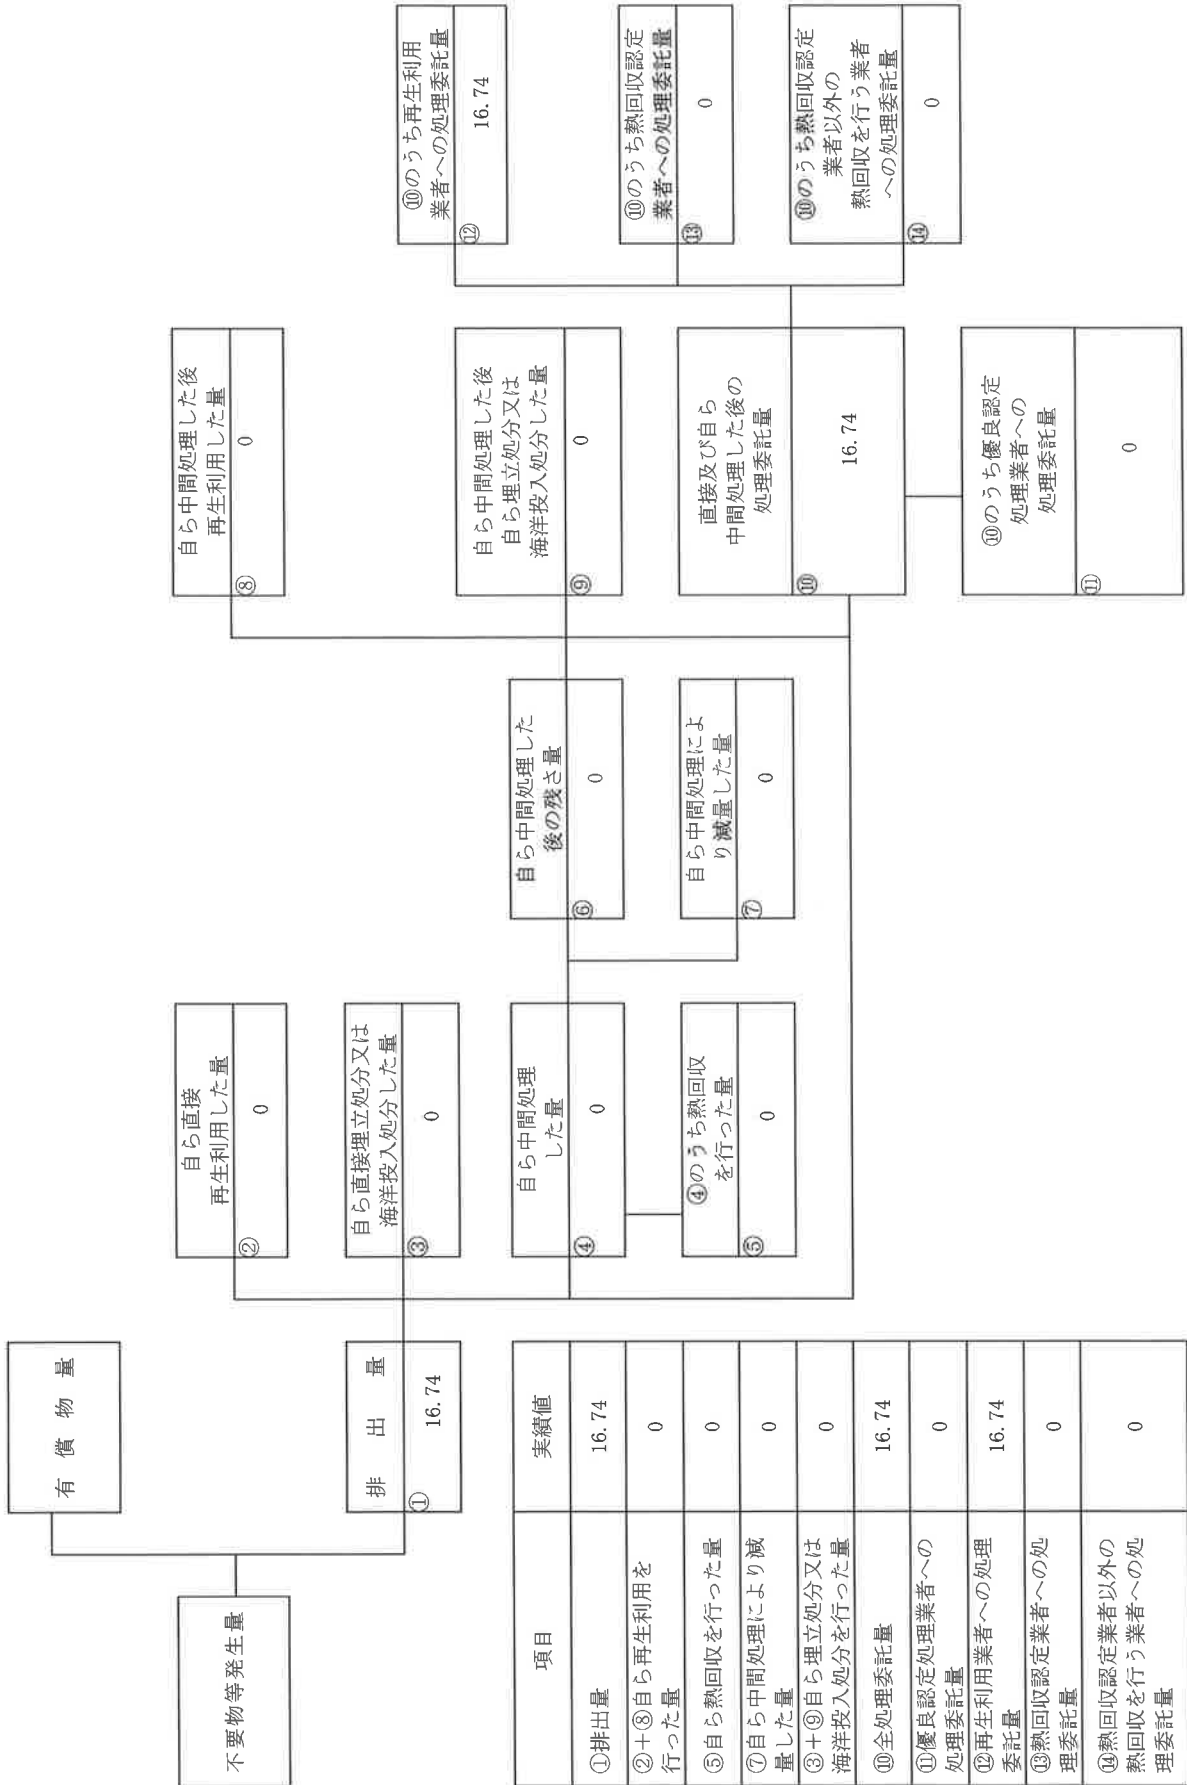 不要物等発生量
有償物量
排出量
①
16.74
自ら直接
再生利用した量
②
0
自ら直接埋立処分又は
海洋投入処分した量
③
0
自ら中間処理
した量
④
0
④のうち熱回収
を行った量
⑤
0
自ら中間処理した
後の残さ量
⑥
0
自ら中間処理によ
り減量した量
⑦
0
自ら中間処理した後
再生利用した量
⑧
0
自ら中間処理した後
自ら埋立処分又は
海洋投入処分した量
⑨
0
直接及び自ら
中間処理した後の
処理委託量
⑩
16.74
⑩のうち優良認定
処理業者への
処理委託量
⑪
0
⑩のうち再生利用
業者への処理委託量
⑫
16.74
⑩のうち熱回収認定
業者への処理委託量
⑬
0
⑩のうち熱回収認定
業者以外の
熱回収を行う業者
への処理委託量
⑭
0
項目 実績値
①排出量 16.74
②+⑧自ら再生利用を
行った量 0
⑤自ら熱回収を行った量 0
⑦自ら中間処理により減
量した量 0
③+⑨自ら埋立処分又は
海洋投入処分を行った量 0
⑩全処理委託量 16.74
⑪優良認定処理業者への
処理委託量 0
⑫再生利用業者への処理
委託量 16.74
⑬熱回収認定業者への処
理委託量 0
⑭熱回収認定業者以外の
熱回収を行う業者への処
理委託量 0